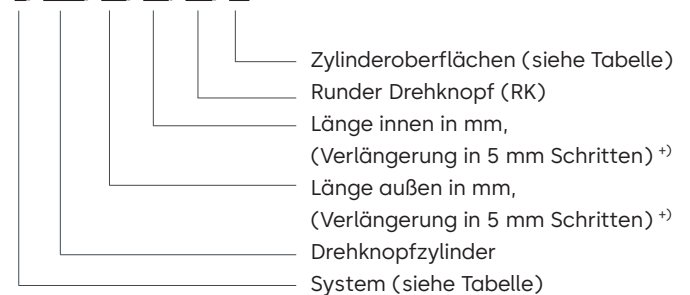 Zylinderoberflächen (siehe Tabelle)
Runder Drehknopf (RK)
Länge innen in mm,
(Verlängerung in 5 mm Schritten) +)
Länge außen in mm,
(Verlängerung in 5 mm Schritten) +)
Drehknopfzylinder
System (siehe Tabelle)